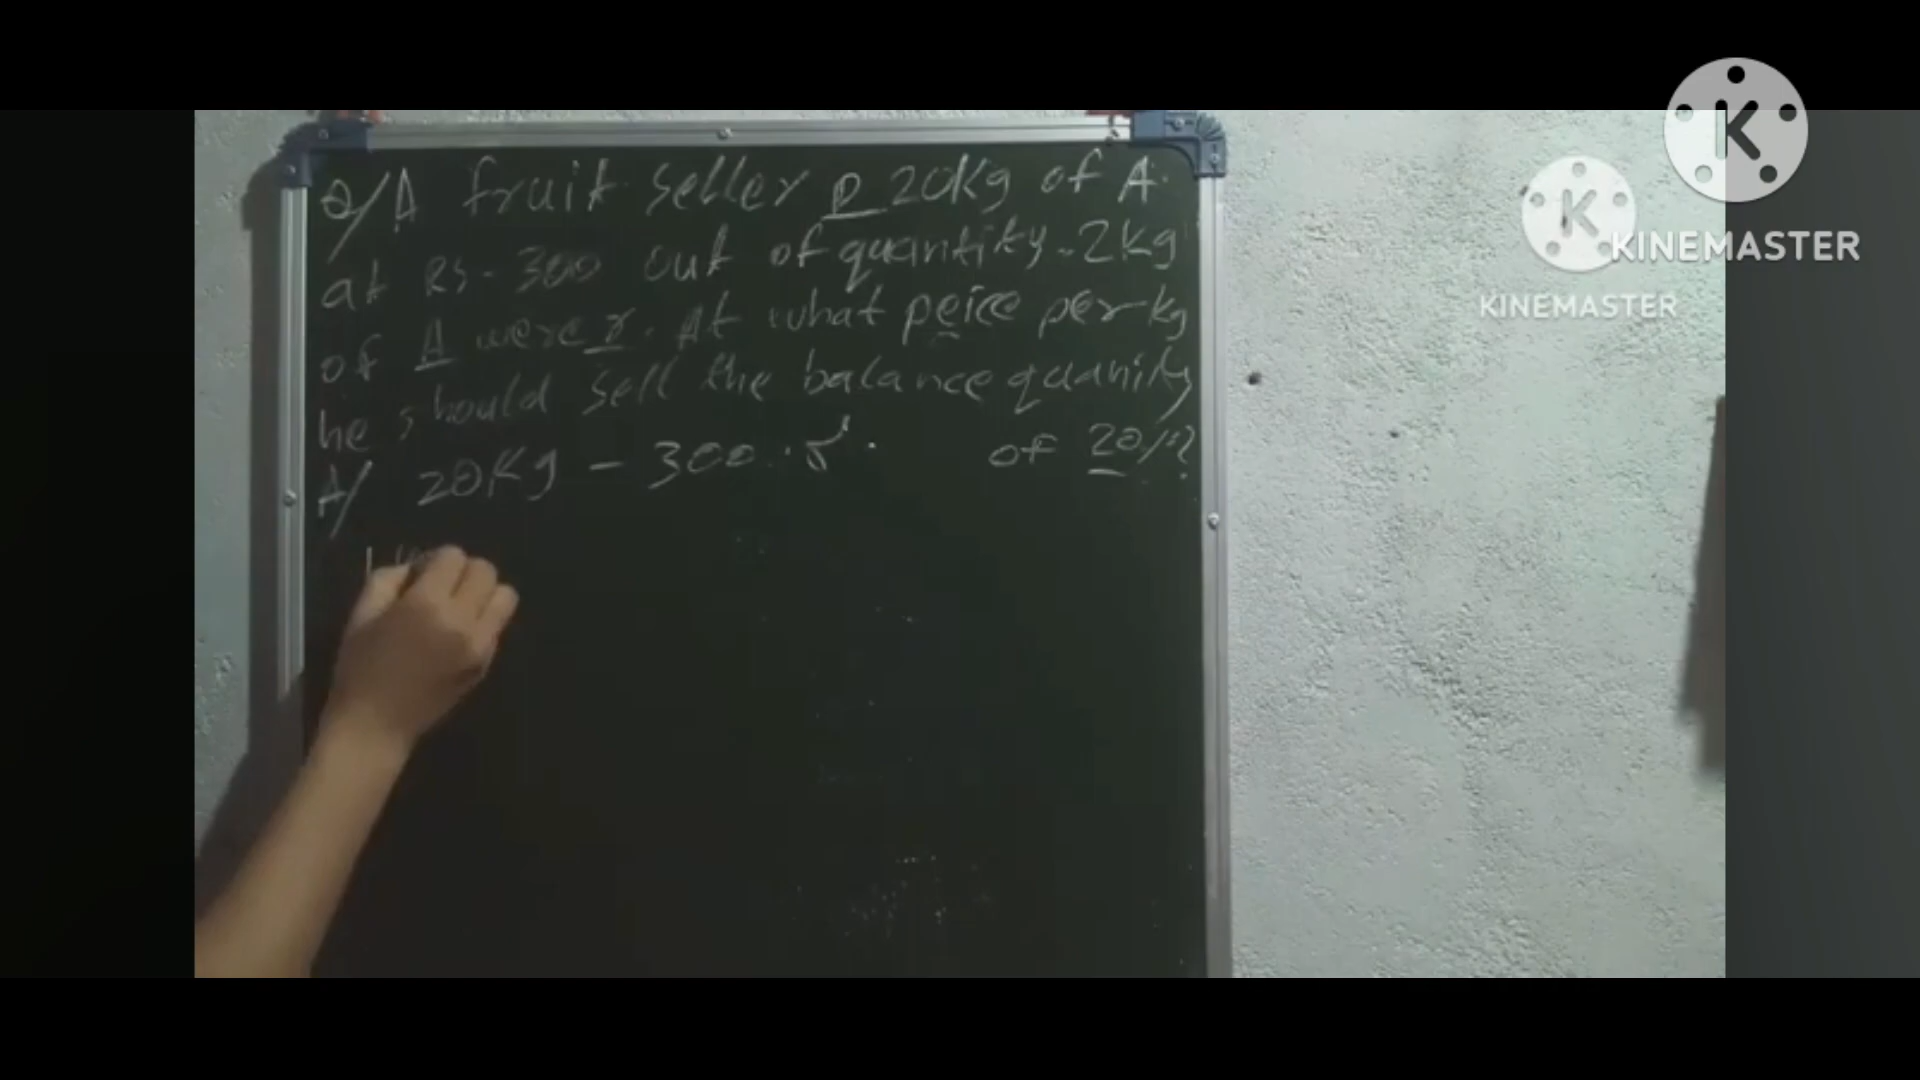 Q/A fruit seller P 20Kg of A.
at RS-300 out of quantity. 2kg
of A were r. At what peice per kg
he should sell the balance quanity
of 20%?
A/ 20Kg - 300.
1
K
KINEMASTER
K
KINEMASTER